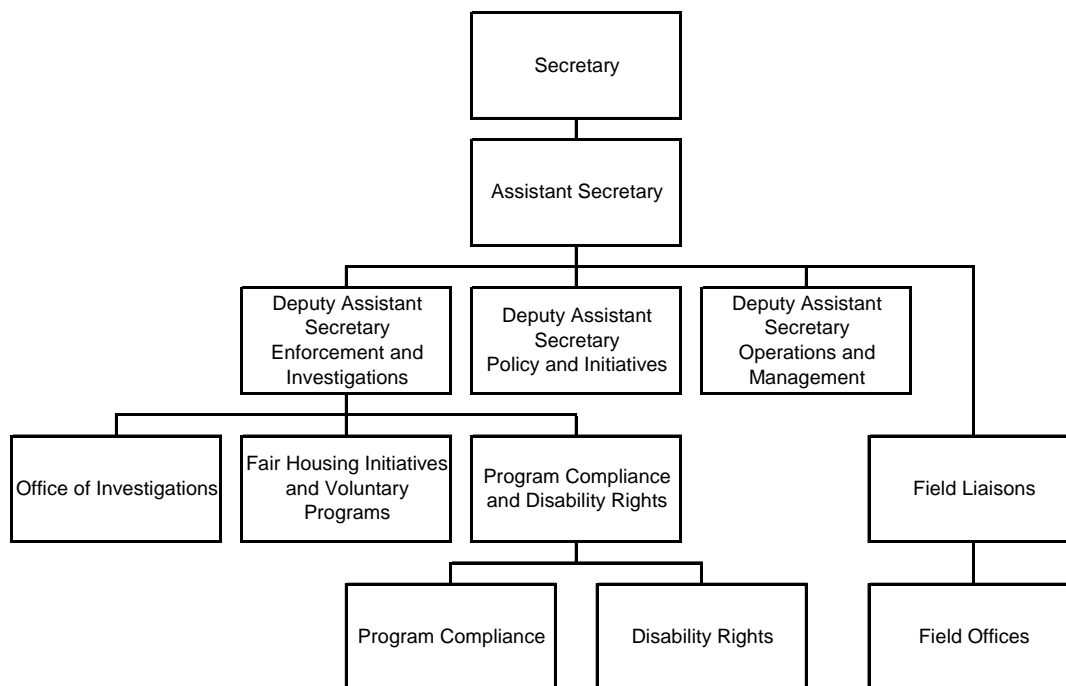 Secretary
Assistant Secretary
Deputy Assistant
Secretary
Enforcement and
Investigations
Deputy Assistant
Secretary
Policy and Initiatives
Deputy Assistant
Secretary
Operations and
Management
Office of Investigations
Fair Housing Initiatives
and Voluntary
Programs
Program Compliance
and Disability Rights
Field Liaisons
Program Compliance
Disability Rights
Field Offices